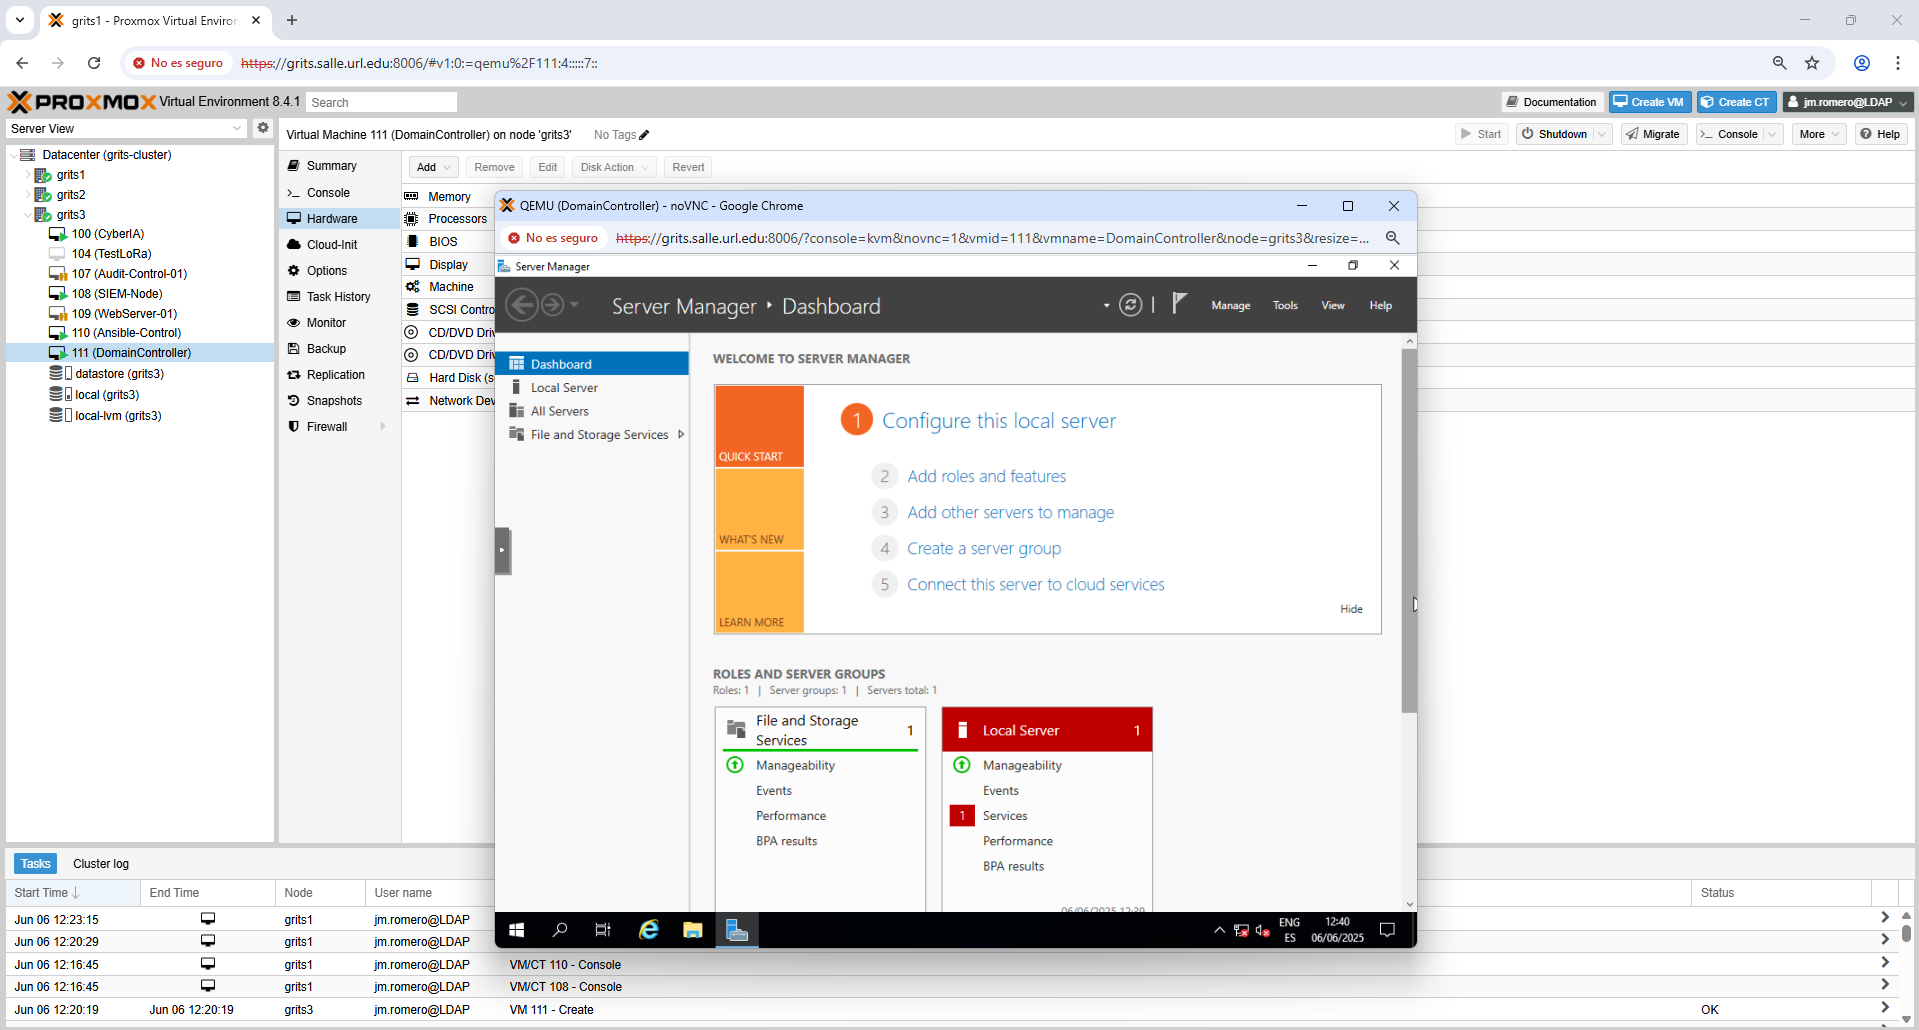 grits1 - Proxmox Virtual Environ
No es seguro
https://grits.salle.url.edu:8006/#v1:0:=qemu%2F111:4:::::7::
PROXMOX Virtual Environment 8.4.1
Search
Documentation
Create VM
Create CT
jm.romero@LDAP
Server View
Virtual Machine 111 (DomainController) on node 'grits3'
No Tags
Start
Shutdown
Migrate
Console
More
Help
Datacenter (grits-cluster)
grits1
grits2
grits3
100 (CyberIA)
104 (TestLoRa)
107 (Audit-Control-01)
108 (SIEM-Node)
109 (WebServer-01)
110 (Ansible-Control)
111 (DomainController)
datastore (grits3)
local (grits3)
local-lvm (grits3)
Summary
Console
Hardware
Cloud-Init
Options
Task History
Monitor
Backup
Replication
Snapshots
Firewall
Add
Remove
Edit
Disk Action
Revert
Memory
Processors
BIOS
Display
Machine
SCSI Contro
CD/DVD Driv
CD/DVD Driv
Hard Disk (s
Network Dev
QEMU (DomainController) - noVNC - Google Chrome
No es seguro
https://grits.salle.url.edu:8006/?console=kvm&novnc=1&vmid=111&vmname=DomainController&node=grits3&resize=...
Server Manager
Server Manager
Dashboard
Manage
Tools
View
Help
Dashboard
Local Server
All Servers
File and Storage Services
WELCOME TO SERVER MANAGER
QUICK START
WHAT'S NEW
LEARN MORE
1 Configure this local server
2 Add roles and features
3 Add other servers to manage
4 Create a server group
5 Connect this server to cloud services
Hide
ROLES AND SERVER GROUPS
Roles: 1 | Server groups: 1 | Servers total: 1
File and Storage Services 1
Manageability
Events
Performance
BPA results
Local Server 1
Manageability
Events
1 Services
Performance
BPA results
06/06/2025 12:39
ENG
ES
12:40
06/06/2025
Tasks
Cluster log
Start Time
End Time
Node
User name
Status
Jun 06 12:23:15 grits1 jm.romero@LDAP
Jun 06 12:20:29 grits1 jm.romero@LDAP
Jun 06 12:16:45 grits1 jm.romero@LDAP VM/CT 110 - Console
Jun 06 12:16:45 grits1 jm.romero@LDAP VM/CT 108 - Console
Jun 06 12:20:19 Jun 06 12:20:19 grits3 jm.romero@LDAP VM 111 - Create OK